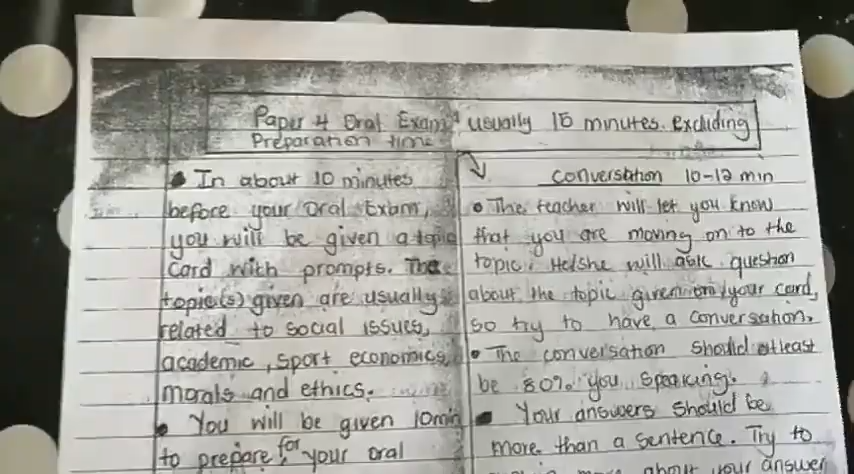 Paper 4 Oral Exam usually 15 minutes. excluding
Preparation time
In about 10 minutes
before your Oral Exam,
you will be given a topic
card with prompts. The
topic(s) given are usually
related to social issues,
academic, sport economics,
morals and ethics.
• You will be given 10min
to prepare for your oral
conversation 10-12 min
• The teacher will let you know
that you are moving on to the
topic. He/she will ask question
about the topic given on your card,
so try to have a conversation.
• The conversation should atleast
be 80% you speaking.
Your answers should be
more than a sentence. Try to
more about your answer